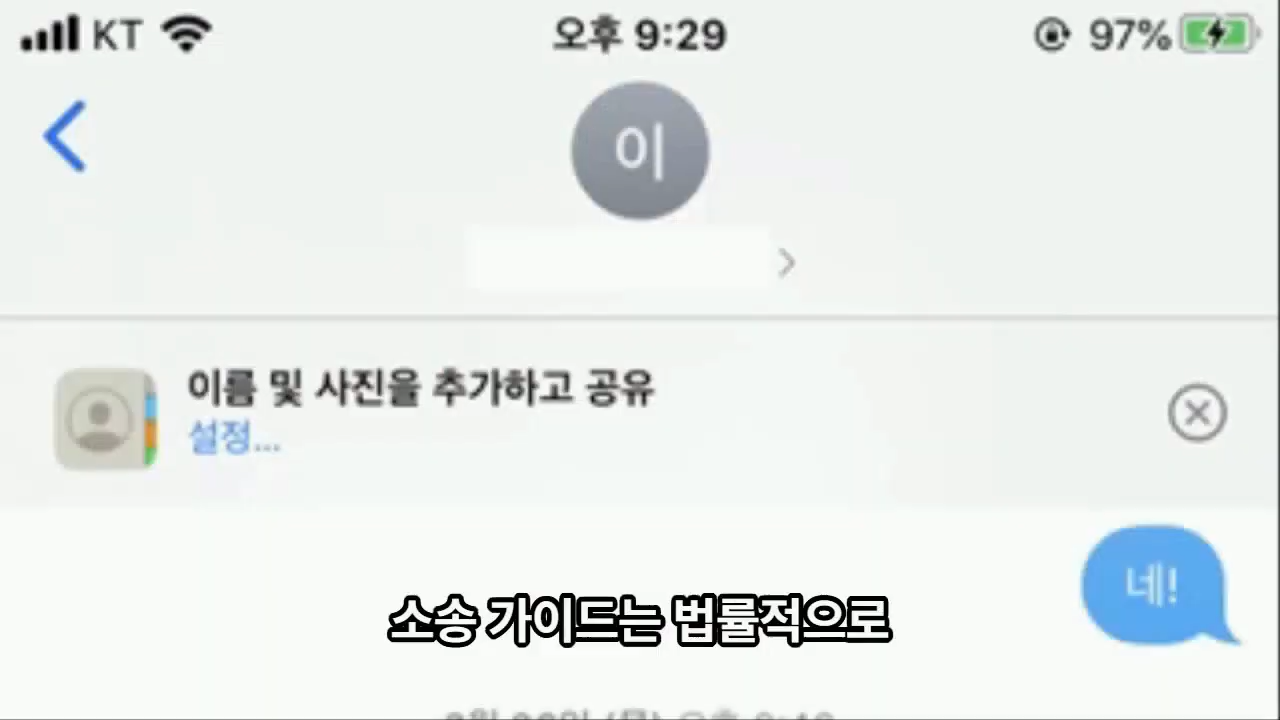 KT 오후 9:29 97%
이
이름 및 사진을 추가하고 공유
설정...
네!
소송 가이드는 법률적으로